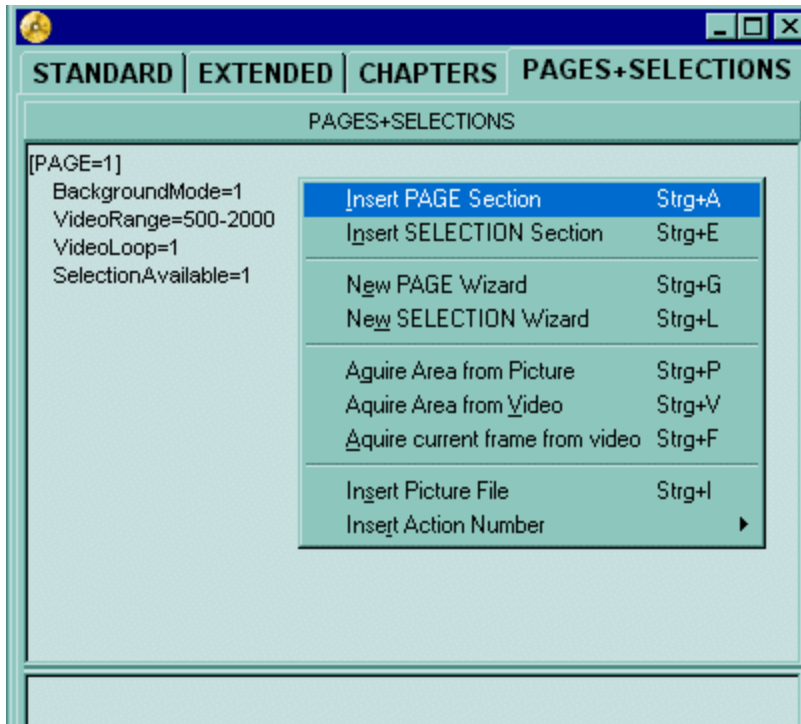 STANDARD EXTENDED CHAPTERS PAGES+SELECTIONS
PAGES+SELECTIONS
[PAGE=1]
BackgroundMode=1
VideoRange=500-2000
VideoLoop=1
SelectionAvailable=1
Insert PAGE Section Strg+A
Insert SELECTION Section Strg+E
New PAGE Wizard Strg+G
New SELECTION Wizard Strg+L
Aquire Area from Picture Strg+P
Aquire Area from Video Strg+V
Aquire current frame from video Strg+F
Insert Picture File Strg+I
Insert Action Number